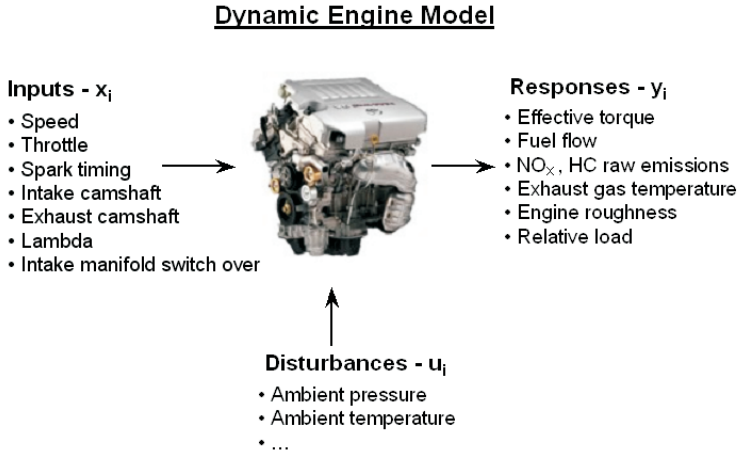 Dynamic Engine Model
Inputs - xi
• Speed
• Throttle
• Spark timing
• Intake camshaft
• Exhaust camshaft
• Lambda
• Intake manifold switch over
Responses - yi
• Effective torque
• Fuel flow
• NOx , HC raw emissions
• Exhaust gas temperature
• Engine roughness
• Relative load
Disturbances - ui
• Ambient pressure
• Ambient temperature
• ...